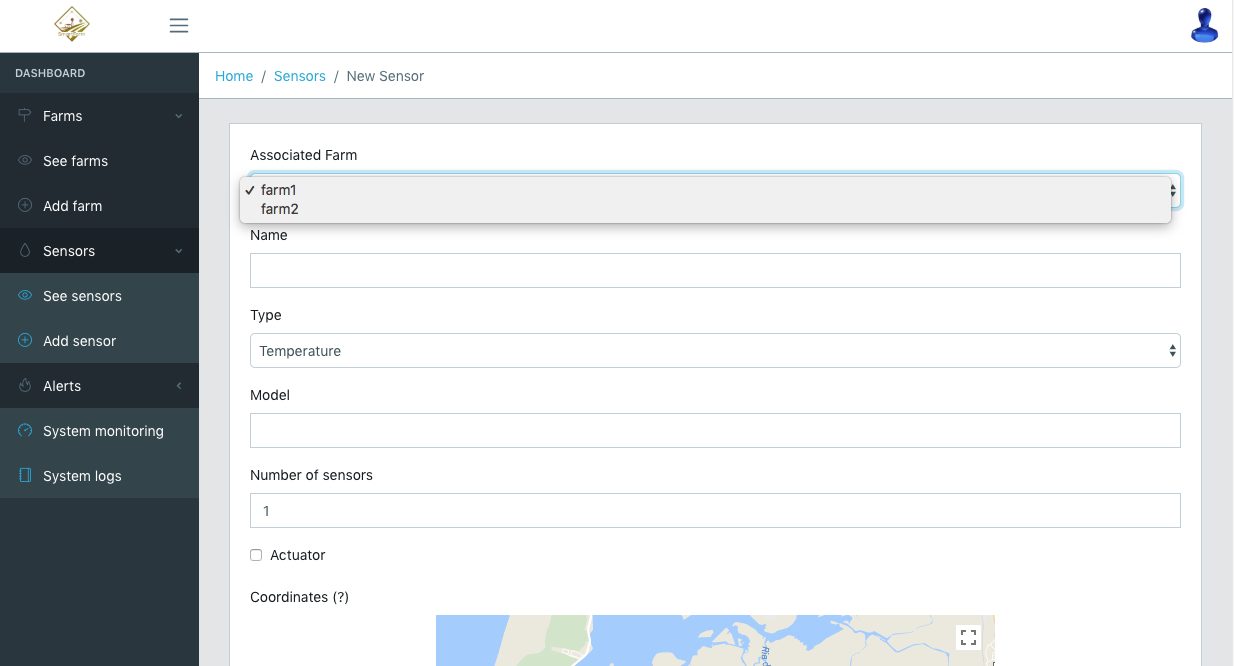 DASHBOARD
Home / Sensors / New Sensor
Farms
See farms
Add farm
Sensors
See sensors
Add sensor
Alerts
System monitoring
System logs
Associated Farm
✓ farm1
farm2
Name
Type
Temperature
Model
Number of sensors
1
Actuator
Coordinates (?)